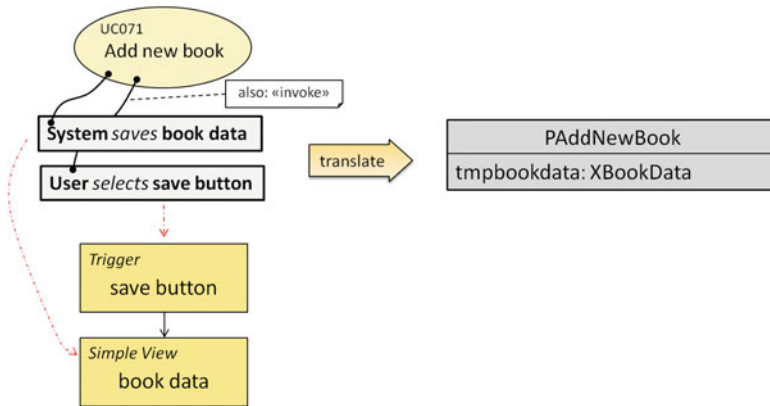 UC071
Add new book
also: «invoke»
System saves book data
User selects save button
translate
PAddNewBook
tmpbookdata: XBookData
Trigger
save button
Simple View
book data